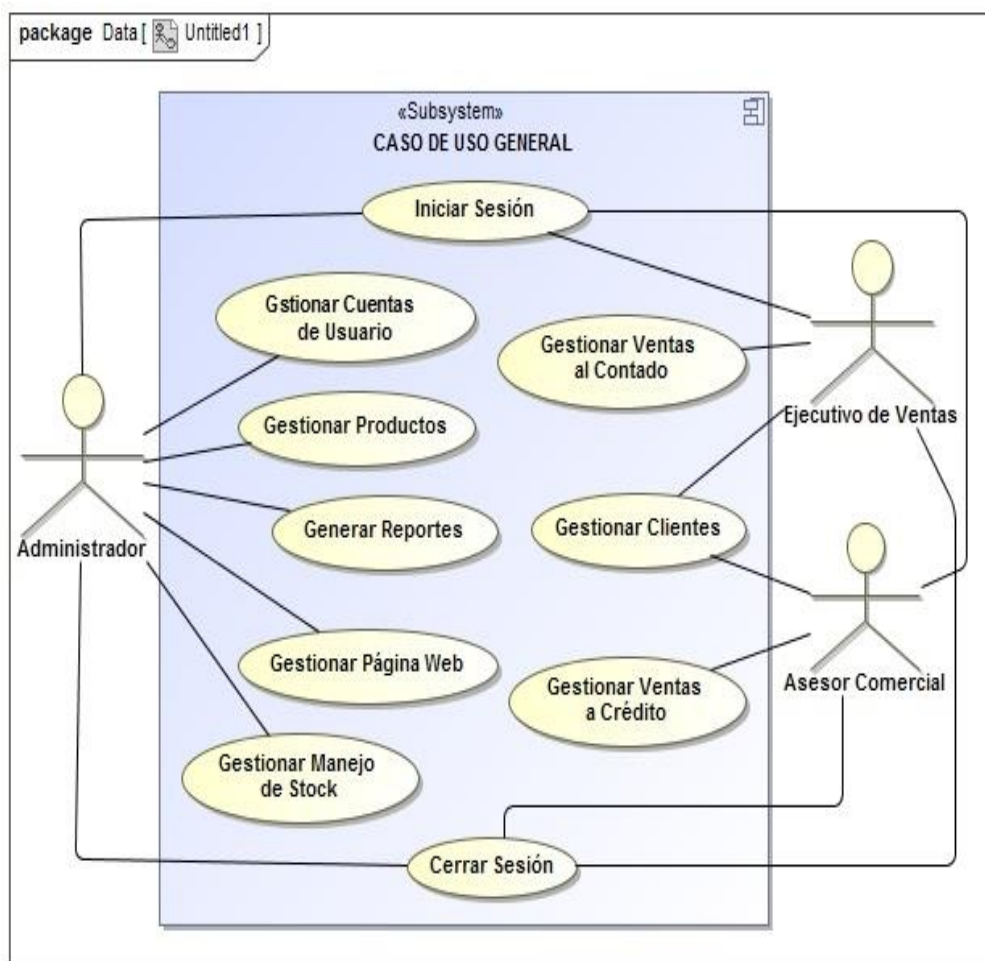 package Data [ Untitled1 ]
«Subsystem»
CASO DE USO GENERAL
Iniciar Sesión
Gstionar Cuentas
de Usuario
Gestionar Ventas
al Contado
Ejecutivo de Ventas
Gestionar Productos
Generar Reportes
Gestionar Clientes
Administrador
Gestionar Página Web
Gestionar Ventas
a Crédito
Asesor Comercial
Gestionar Manejo
de Stock
Cerrar Sesión